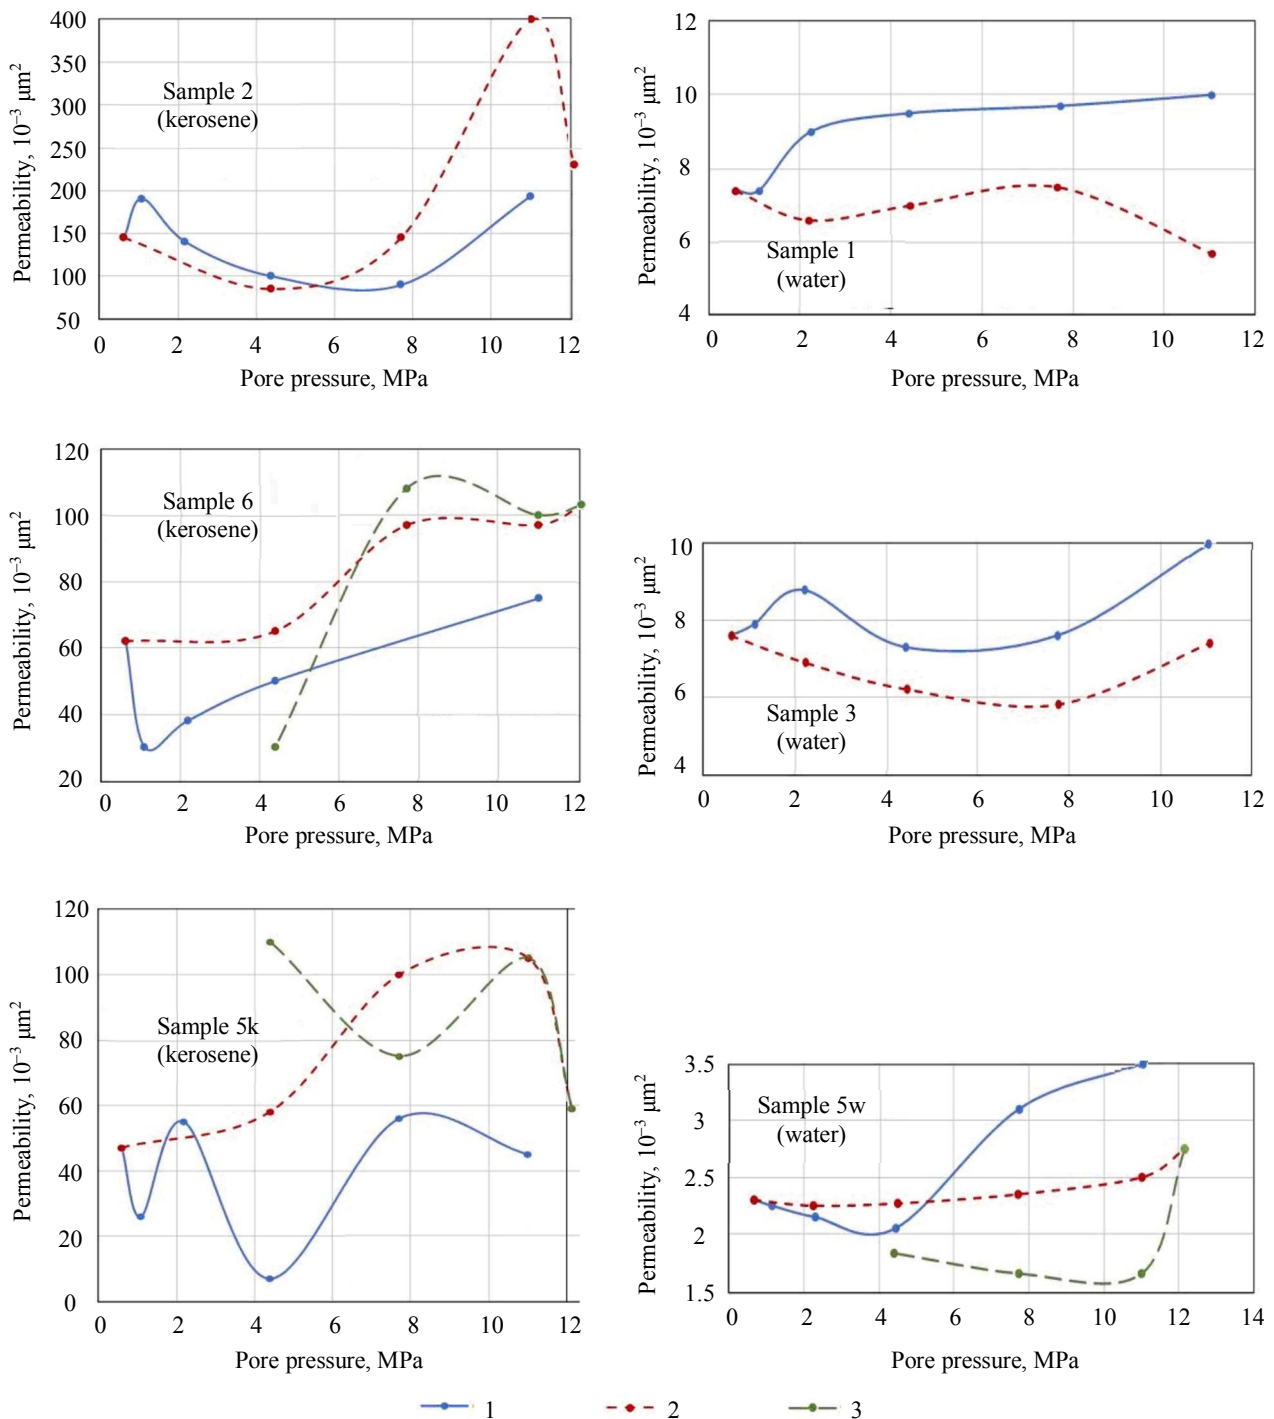 400
350
300
250
200
150
100
50
Permeability, 10⁻³ μm²
Sample 2
(kerosene)
0 2 4 6 8 10 12
Pore pressure, MPa
12
10
8
6
4
Permeability, 10⁻³ μm²
Sample 1
(water)
0 2 4 6 8 10 12
Pore pressure, MPa
120
100
80
60
40
20
Permeability, 10⁻³ μm²
Sample 6
(kerosene)
0 2 4 6 8 10 12
Pore pressure, MPa
10
8
6
4
Permeability, 10⁻³ μm²
Sample 3
(water)
0 2 4 6 8 10 12
Pore pressure, MPa
120
100
80
60
40
20
0
Permeability, 10⁻³ μm²
Sample 5k
(kerosene)
0 2 4 6 8 10 12
Pore pressure, MPa
3.5
3
2.5
2
1.5
Permeability, 10⁻³ μm²
Sample 5w
(water)
0 2 4 6 8 10 12 14
Pore pressure, MPa
1 2 3